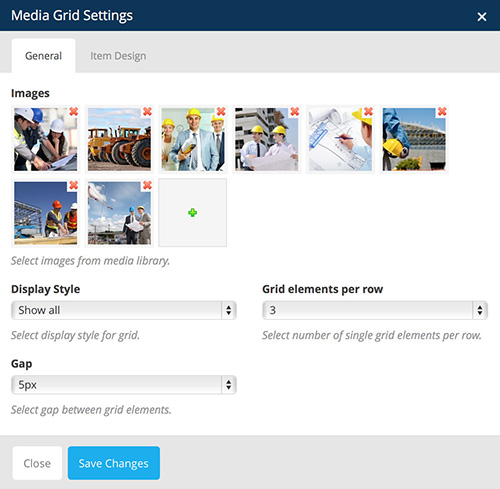 Media Grid Settings
General Item Design
Images
Select images from media library.
Display Style Grid elements per row
Show all 3
Select display style for grid. Select number of single grid elements per row.
Gap
5px
Select gap between grid elements.
Close Save Changes